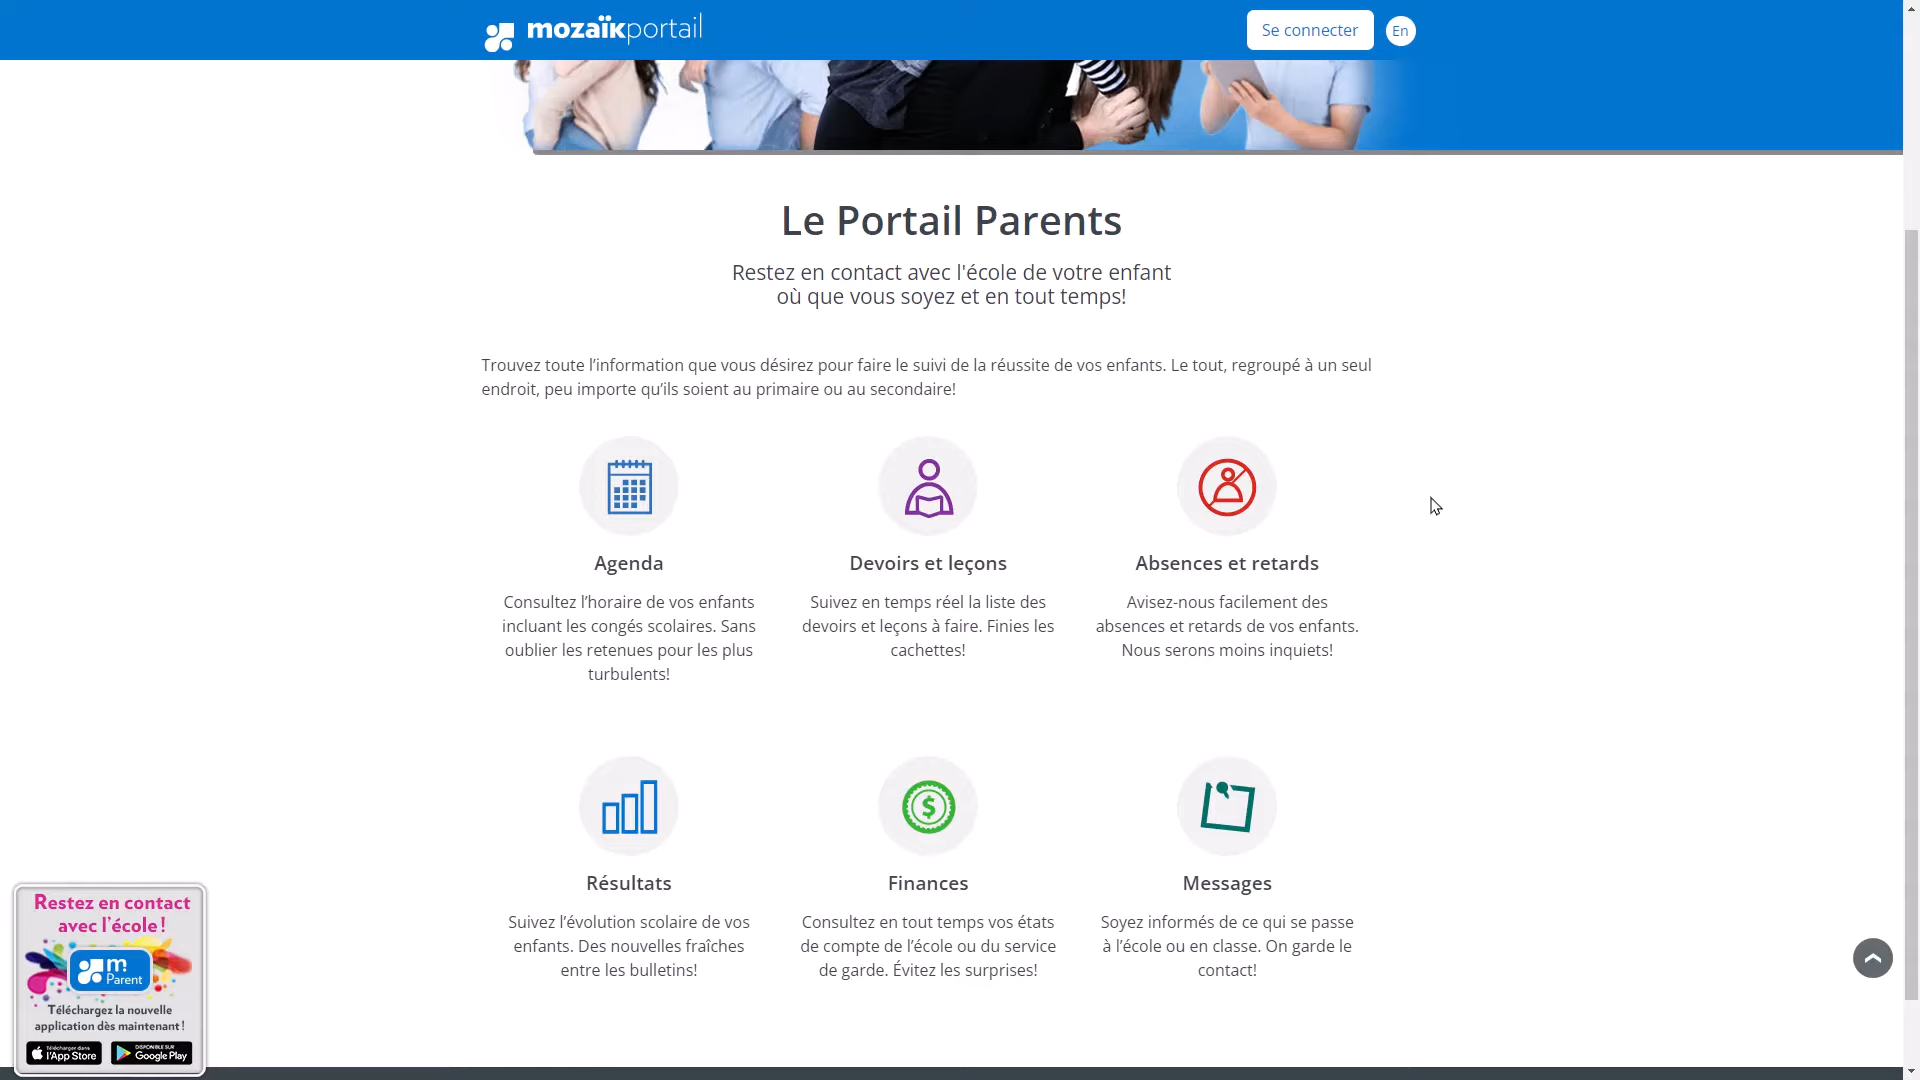 mozaïkportail
Se connecter
En
Le Portail Parents
Restez en contact avec l'école de votre enfant
où que vous soyez et en tout temps!
Trouvez toute l’information que vous désirez pour faire le suivi de la réussite de vos enfants. Le tout, regroupé à un seul
endroit, peu importe qu’ils soient au primaire ou au secondaire!
Agenda
Consultez l’horaire de vos enfants
incluant les congés scolaires. Sans
oublier les retenues pour les plus
turbulents!
Devoirs et leçons
Suivez en temps réel la liste des
devoirs et leçons à faire. Finies les
cachettes!
Absences et retards
Avisez-nous facilement des
absences et retards de vos enfants.
Nous serons moins inquiets!
Résultats
Suivez l’évolution scolaire de vos
enfants. Des nouvelles fraîches
entre les bulletins!
$
Finances
Consultez en tout temps vos états
de compte de l’école ou du service
de garde. Évitez les surprises!
Messages
Soyez informés de ce qui se passe
à l’école ou en classe. On garde le
contact!
Restez en contact
avec l’école !
m
Parent
Téléchargez la nouvelle
application dès maintenant !
Télécharger dans
l’App Store
DISPONIBLE SUR
Google Play